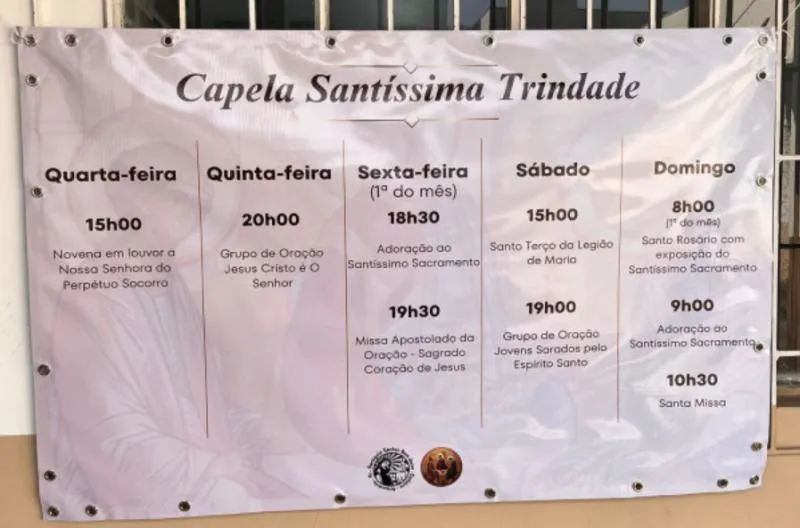 Capela Santíssima Trindade
Quarta-feira
15h00
Novena em louvor a
Nossa Senhora do
Perpétuo Socorro
Quinta-feira
20h00
Grupo de Oração
Jesus Cristo é O
Senhor
Sexta-feira
(1ª do mês)
18h30
Adoração ao
Santíssimo Sacramento
19h30
Missa Apostolado da
Oração - Sagrado
Coração de Jesus
Sábado
15h00
Santo Terço da Legião
de Maria
19h00
Grupo de Oração
Jovens Sarados pelo
Espírito Santo
Domingo
8h00
(1º do mês)
Santo Rosário com
exposição do
Santíssimo Sacramento
9h00
Adoração ao
Santíssimo Sacramento
10h30
Santa Missa